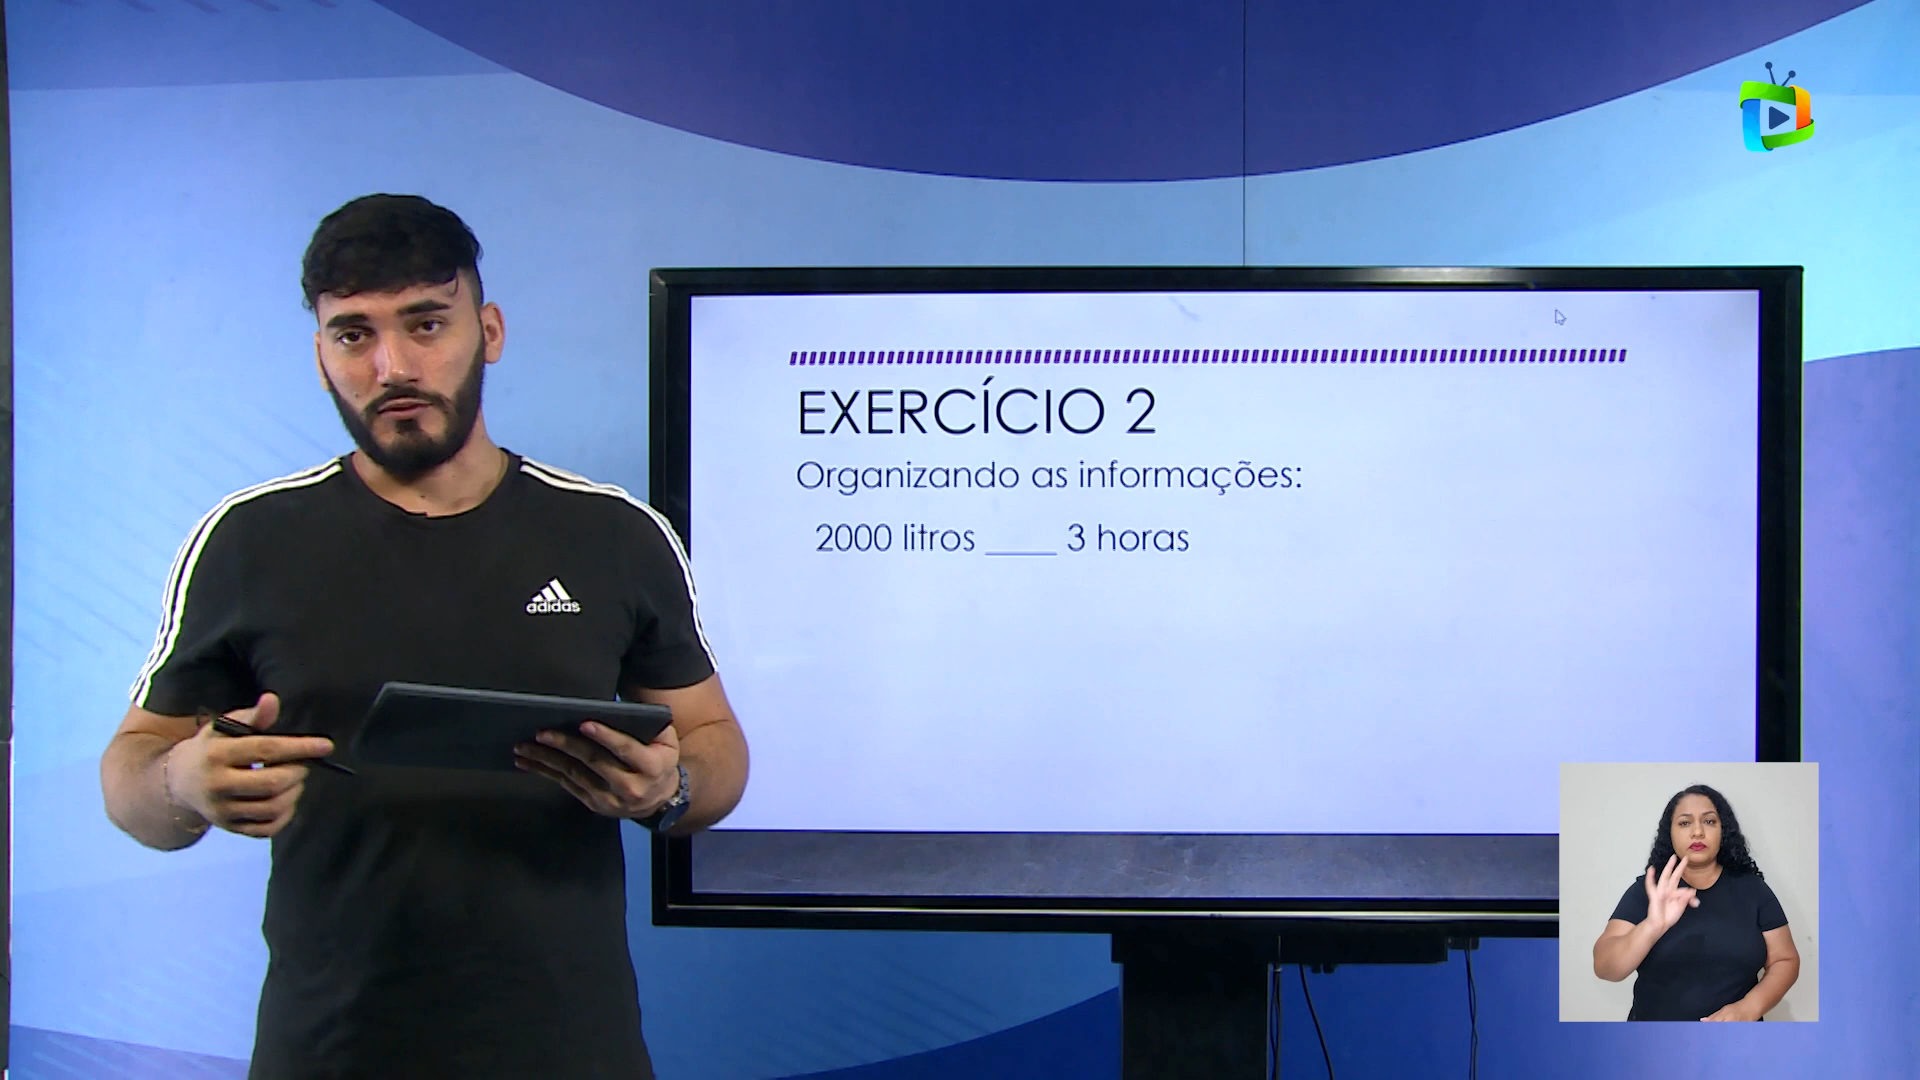 EXERCÍCIO 2
Organizando as informações:
2000 litros ____ 3 horas
adidas